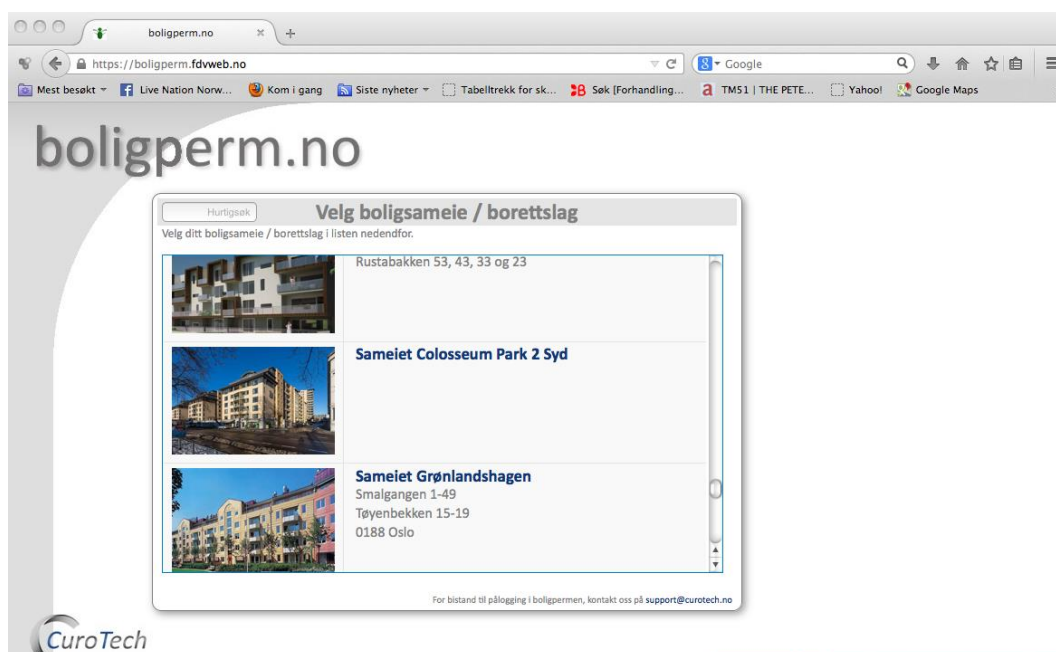 boligperm.no
https://boligperm.fdvweb.no
Google
Mest besøkt
Live Nation Norw...
Kom i gang
Siste nyheter
Tabelltrekk for sk...
Søk [Forhandling...
TM51 | THE PETE...
Yahoo!
Google Maps
boligperm.no
Hurtigsøk
Velg boligsameie / borettslag
Velg ditt boligsameie / borettslag i listen nedendfor.
Rustabakken 53, 43, 33 og 23
Sameiet Colosseum Park 2 Syd
Sameiet Grønlandshagen
Smalgangen 1-49
Tøyenbekken 15-19
0188 Oslo
For bistand til pålogging i boligpermen, kontakt oss på support@curotech.no
CuroTech